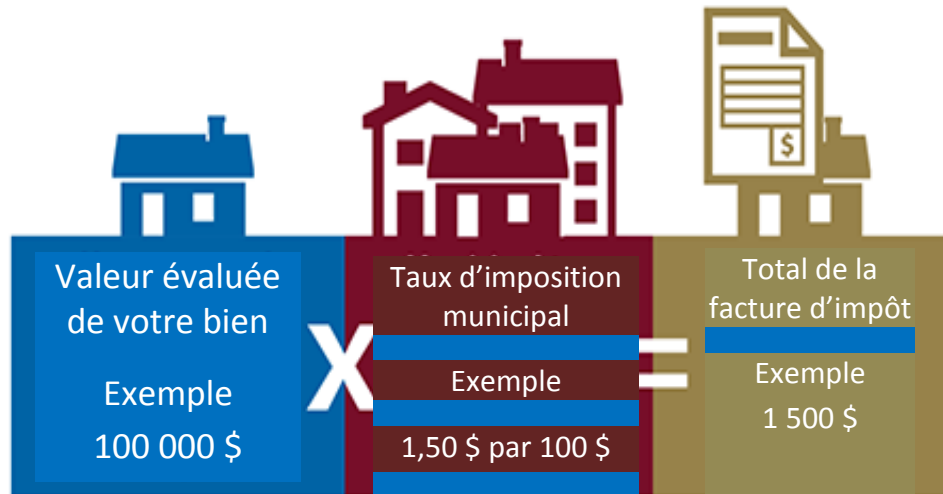 Valeur évaluée
de votre bien
Exemple
100 000 $
X
Taux d’imposition
municipal
Exemple
1,50 $ par 100 $
=
$
Total de la
facture d’impôt
Exemple
1 500 $